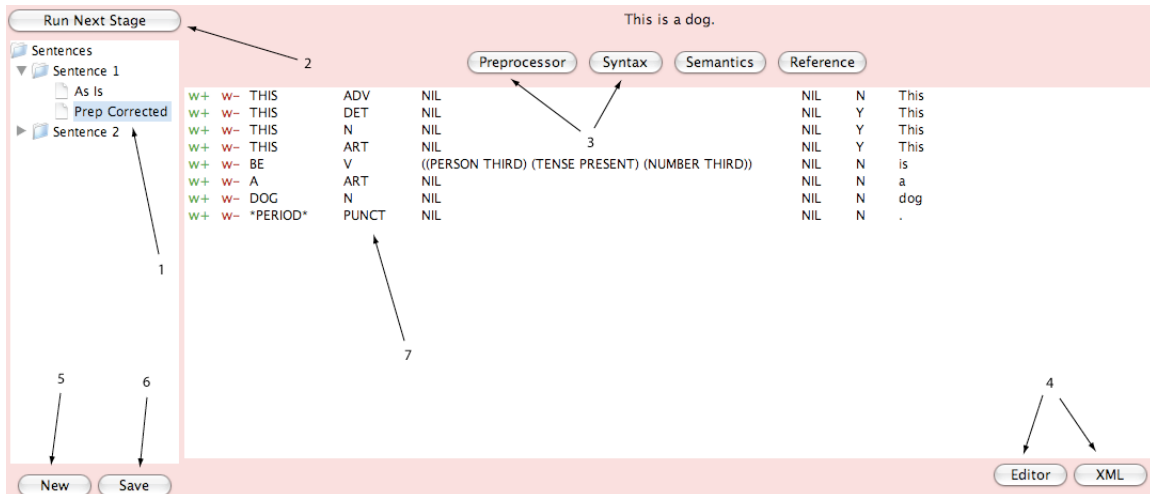 Run Next Stage
This is a dog.
2
Preprocessor Syntax Semantics Reference
Sentences
Sentence 1
As Is
Prep Corrected
Sentence 2
w+ w- THIS ADV NIL NIL N This
w+ w- THIS DET NIL NIL Y This
w+ w- THIS N NIL NIL Y This
w+ w- THIS ART NIL NIL Y This
w+ w- BE V ((PERSON THIRD) (TENSE PRESENT) (NUMBER THIRD)) NIL N is
w+ w- A ART NIL NIL N a
w+ w- DOG N NIL NIL N dog
w+ w- *PERIOD* PUNCT NIL NIL N .
3
1
7
5
6
4
New Save
Editor XML